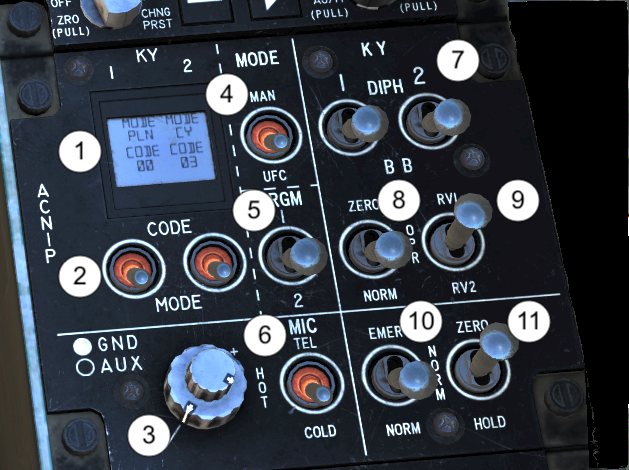 OFF
ZRO
(PULL)
CHNG
PRST
(PULL)
(PULL)
KY
1 2
MODE
KY
7
4
MAN
1 DIPH 2
1
MODE MODE
PLN CY
CODE CODE
00 03
UFC
BB
ACNIP
5
RGM
1
ZERO
8
RV1
9
CODE
OPR
2
MODE
2
NORM
RV2
GND
AUX
6
MIC
TEL
EMER
10
ZERO
11
HOT
NORM
3
COLD
NORM
HOLD